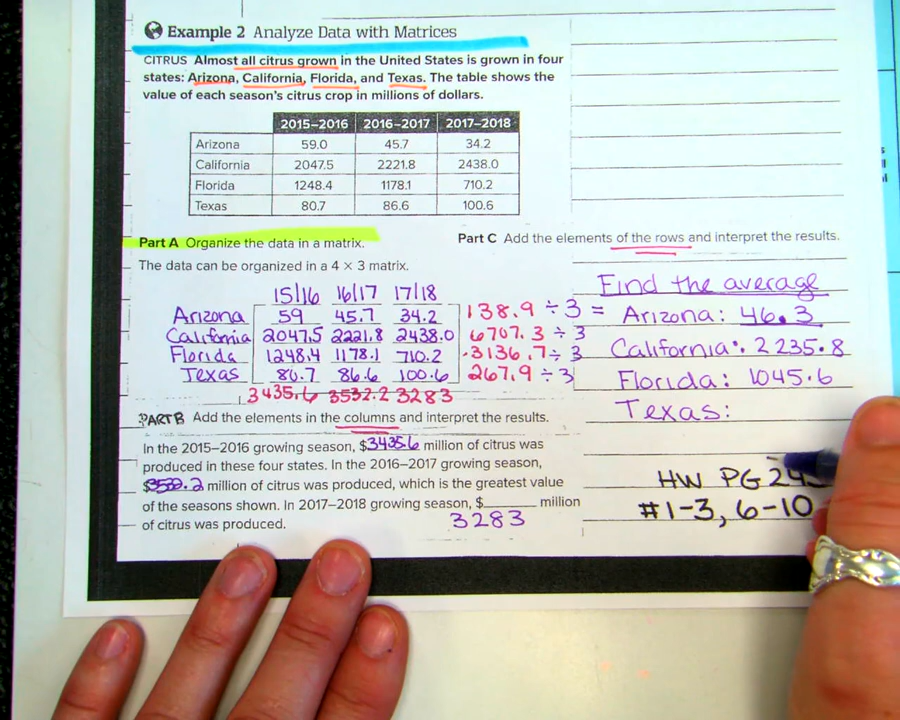 Example 2 Analyze Data with Matrices
CITRUS Almost all citrus grown in the United States is grown in four
states: Arizona, California, Florida, and Texas. The table shows the
value of each season's citrus crop in millions of dollars.
2015–2016 2016–2017 2017–2018
Arizona 59.0 45.7 34.2
California 2047.5 2221.8 2438.0
Florida 1248.4 1178.1 710.2
Texas 80.7 86.6 100.6
Part A Organize the data in a matrix.
The data can be organized in a 4 × 3 matrix.
15/16 16/17 17/18
Arizona 59 45.7 34.2 138.9 ÷ 3 =
California 2047.5 2221.8 2438.0 6707.3 ÷ 3
Florida 1248.4 1178.1 710.2 3136.7 ÷ 3
Texas 80.7 86.6 100.6 267.9 ÷ 3
3435.6 3532.2 3283
PART B Add the elements in the columns and interpret the results.
In the 2015–2016 growing season, $3435.6 million of citrus was
produced in these four states. In the 2016–2017 growing season,
$3532.2 million of citrus was produced, which is the greatest value
of the seasons shown. In 2017–2018 growing season, $______ million
of citrus was produced. 3283
Part C Add the elements of the rows and interpret the results.
Find the average
Arizona: 46.3
California: 2235.8
Florida: 1045.6
Texas:
HW PG
#1-3, 6-10